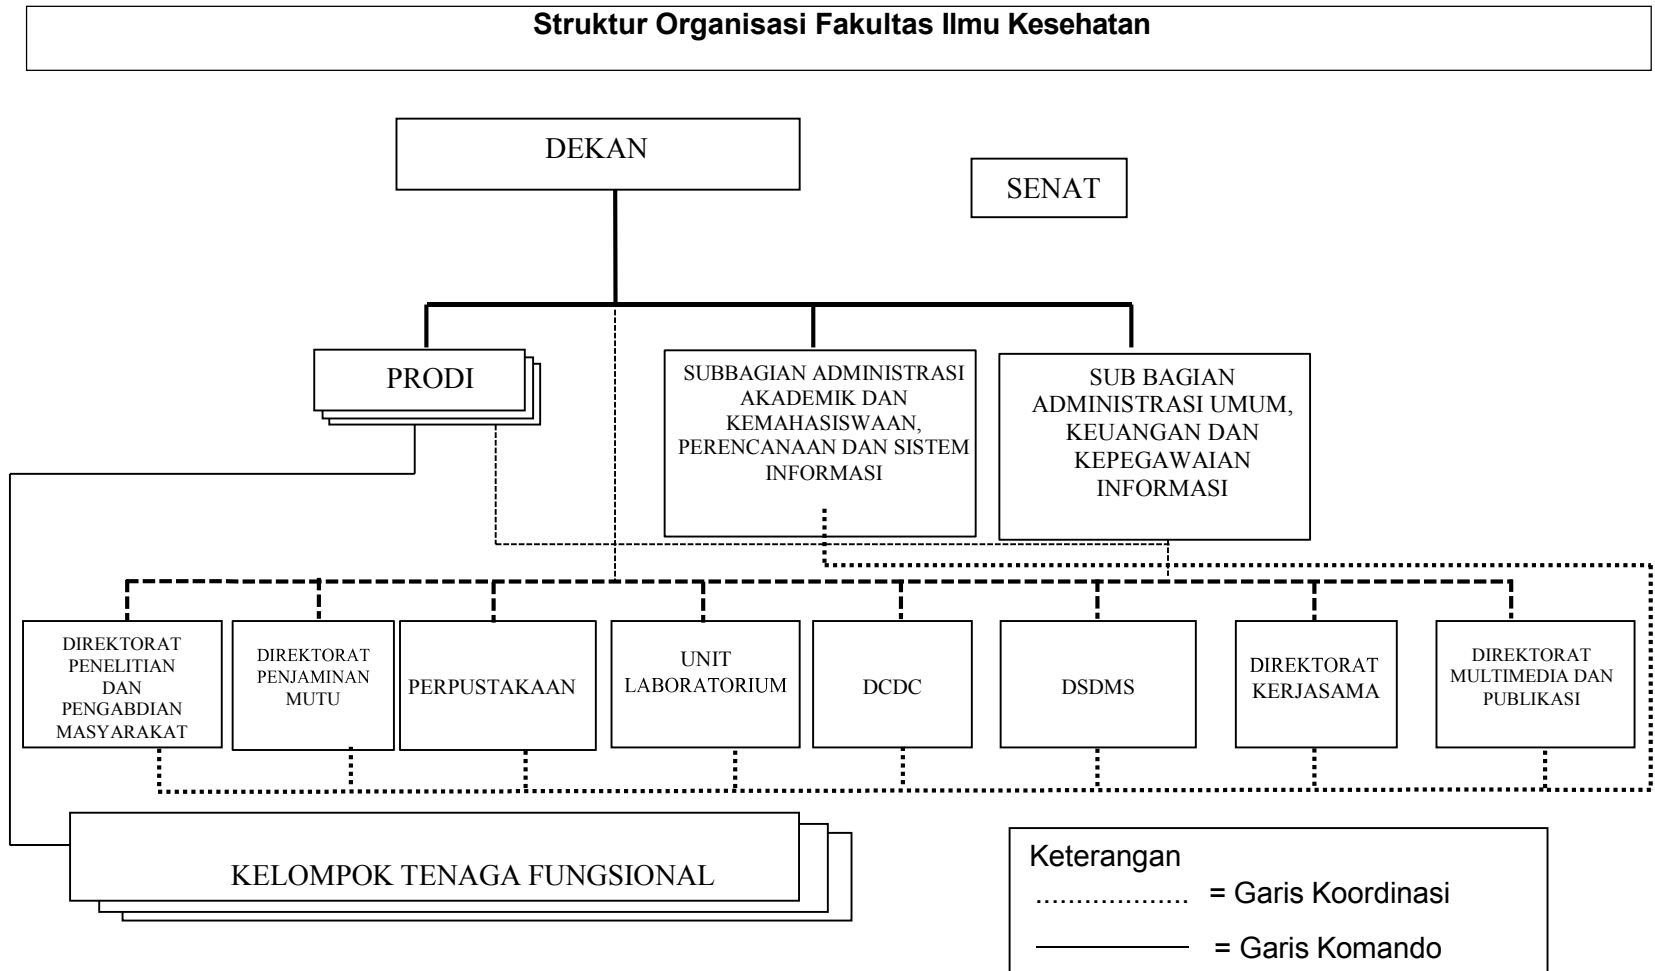 Struktur Organisasi Fakultas Ilmu Kesehatan
DEKAN
SENAT
PRODI
SUBBAGIAN ADMINISTRASI
AKADEMIK DAN
KEMAHASISWAAN,
PERENCANAAN DAN SISTEM
INFORMASI
SUB BAGIAN
ADMINISTRASI UMUM,
KEUANGAN DAN
KEPEGAWAIAN
INFORMASI
DIREKTORAT
PENELITIAN
DAN
PENGABDIAN
MASYARAKAT
DIREKTORAT
PENJAMINAN
MUTU
PERPUSTAKAAN
UNIT
LABORATORIUM
DCDC
DSDMS
DIREKTORAT
KERJASAMA
DIREKTORAT
MULTIMEDIA DAN
PUBLIKASI
KELOMPOK TENAGA FUNGSIONAL
Keterangan
................... = Garis Koordinasi
= Garis Komando